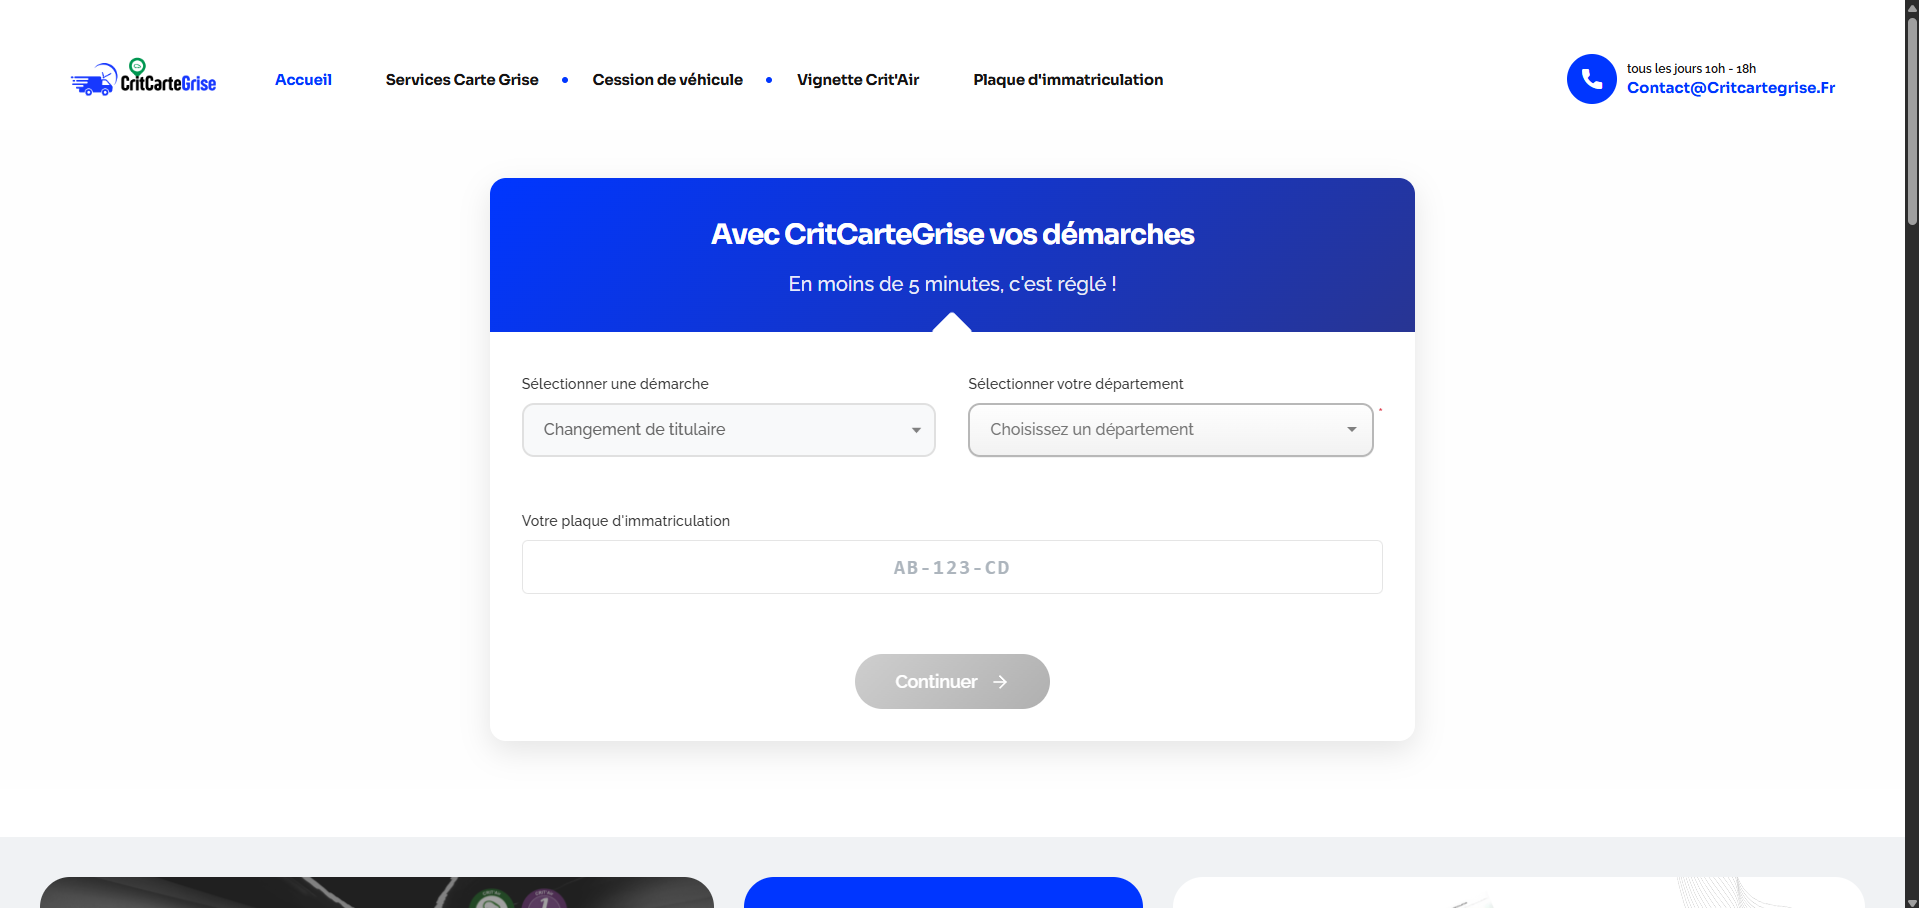 CritCarteGrise
Accueil
Services Carte Grise
Cession de véhicule
Vignette Crit'Air
Plaque d'immatriculation
tous les jours 10h - 18h
Contact@Critcartegrise.Fr
Avec CritCarteGrise vos démarches
En moins de 5 minutes, c'est réglé !
Sélectionner une démarche
Changement de titulaire
Sélectionner votre département
Choisissez un département
*
Votre plaque d'immatriculation
AB-123-CD
Continuer